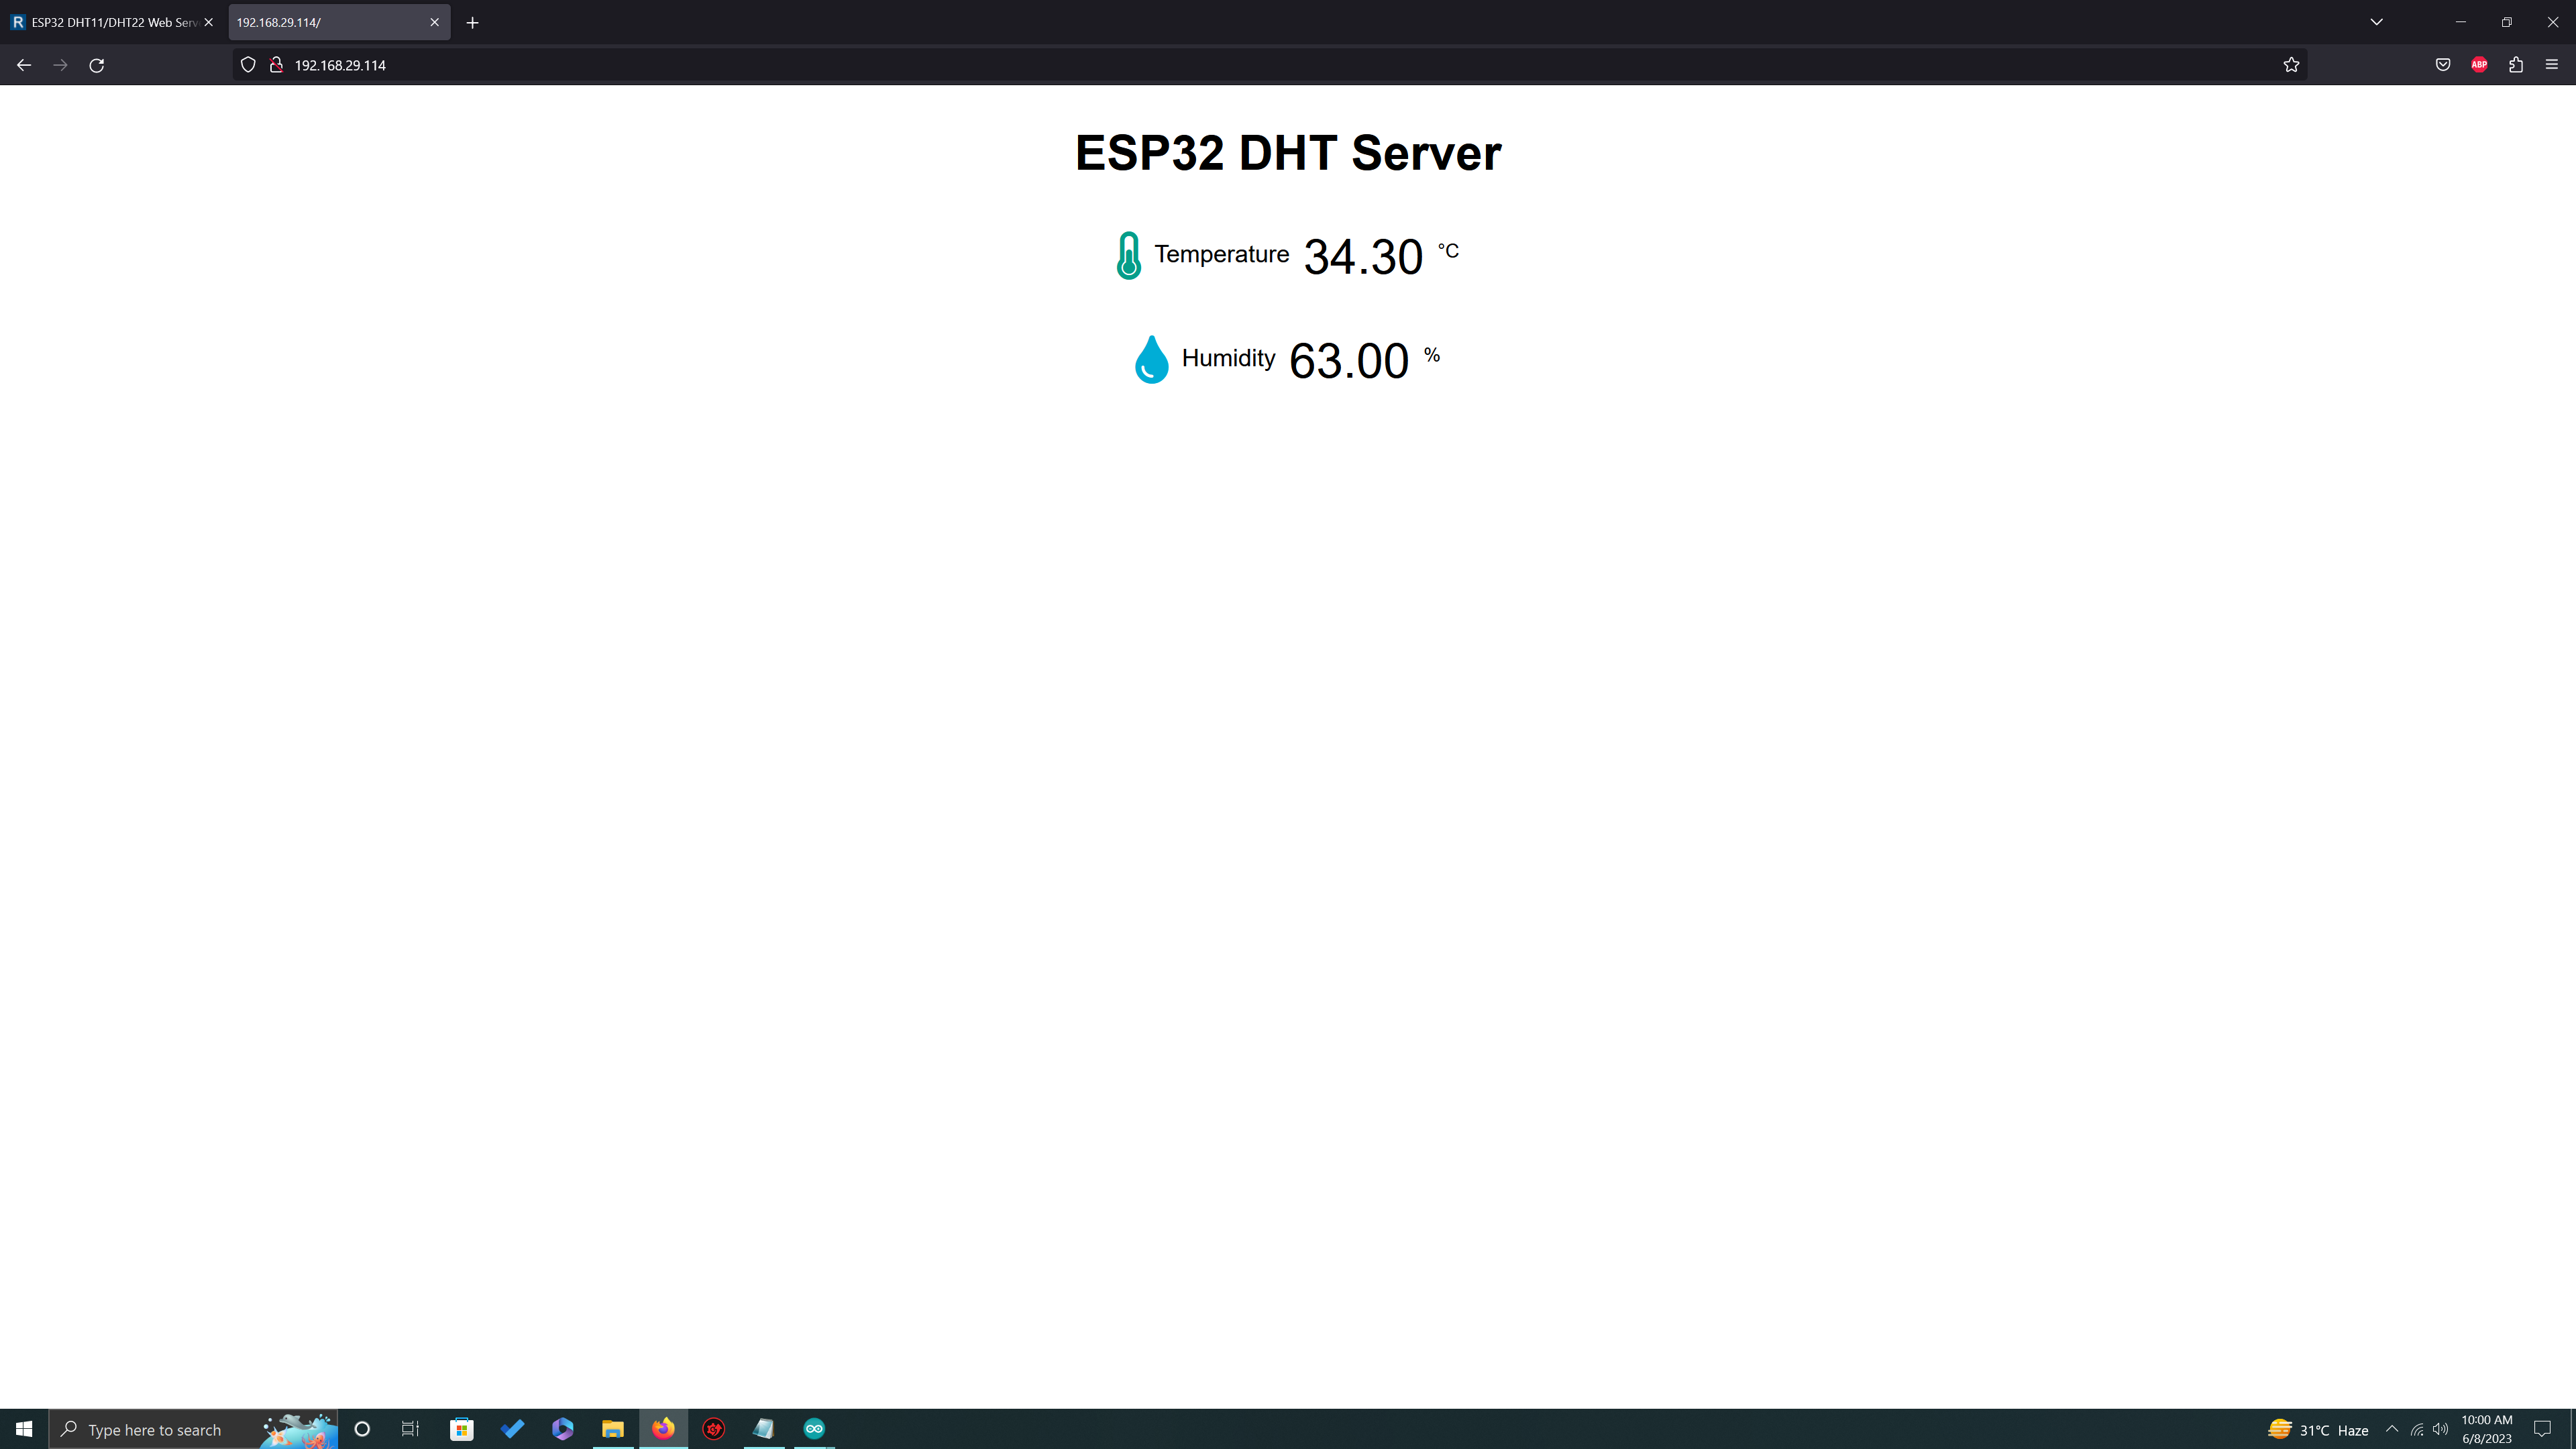 R ESP32 DHT11/DHT22 Web Serv
192.168.29.114/
192.168.29.114
ABP
ESP32 DHT Server
Temperature 34.30 °C
Humidity 63.00 %
Type here to search
31°C Haze
10:00 AM
6/8/2023